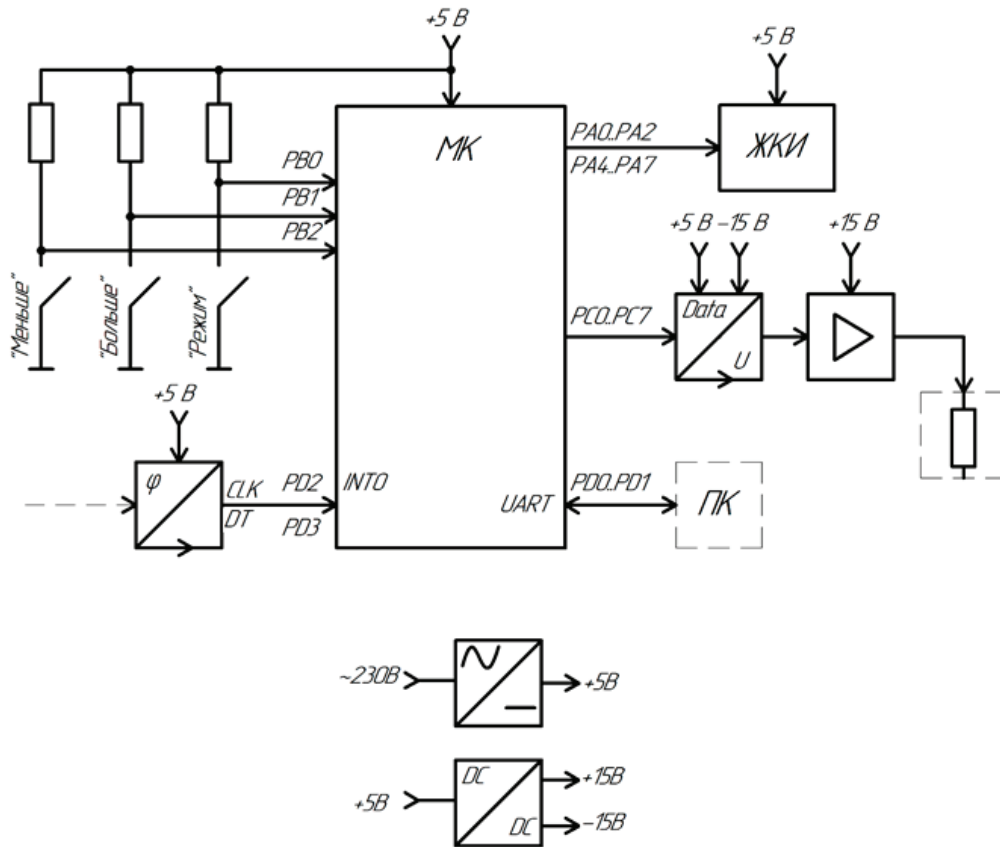 +5 В
+5 В
МК
PA0..PA2
PA4..PA7
ЖКИ
PB0
PB1
PB2
"Меньше"
"Больше"
"Режим"
+5 В -15 В
+15 В
PC0..PC7
Data
U
+5 В
φ
CLK
DT
PD2
PD3
INT0
UART
PD0..PD1
ПК
~230В
+5В
+5В
DC
DC
+15В
-15В